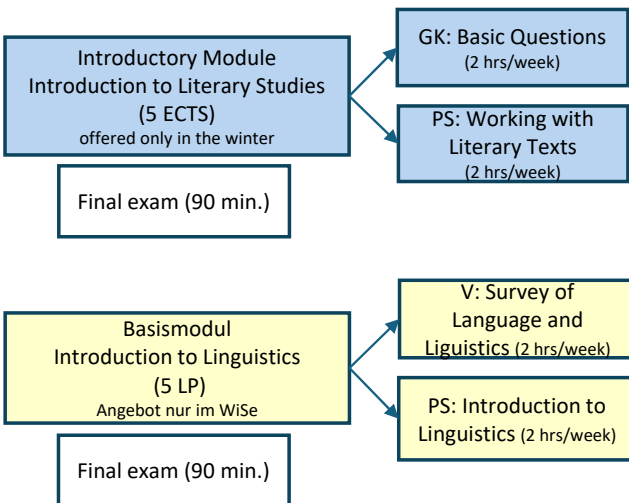 Introductory Module
Introduction to Literary Studies
(5 ECTS)
offered only in the winter
GK: Basic Questions
(2 hrs/week)
PS: Working with
Literary Texts
(2 hrs/week)
Final exam (90 min.)
Basismodul
Introduction to Linguistics
(5 LP)
Angebot nur im WiSe
V: Survey of
Language and
Liguistics (2 hrs/week)
PS: Introduction to
Linguistics (2 hrs/week)
Final exam (90 min.)